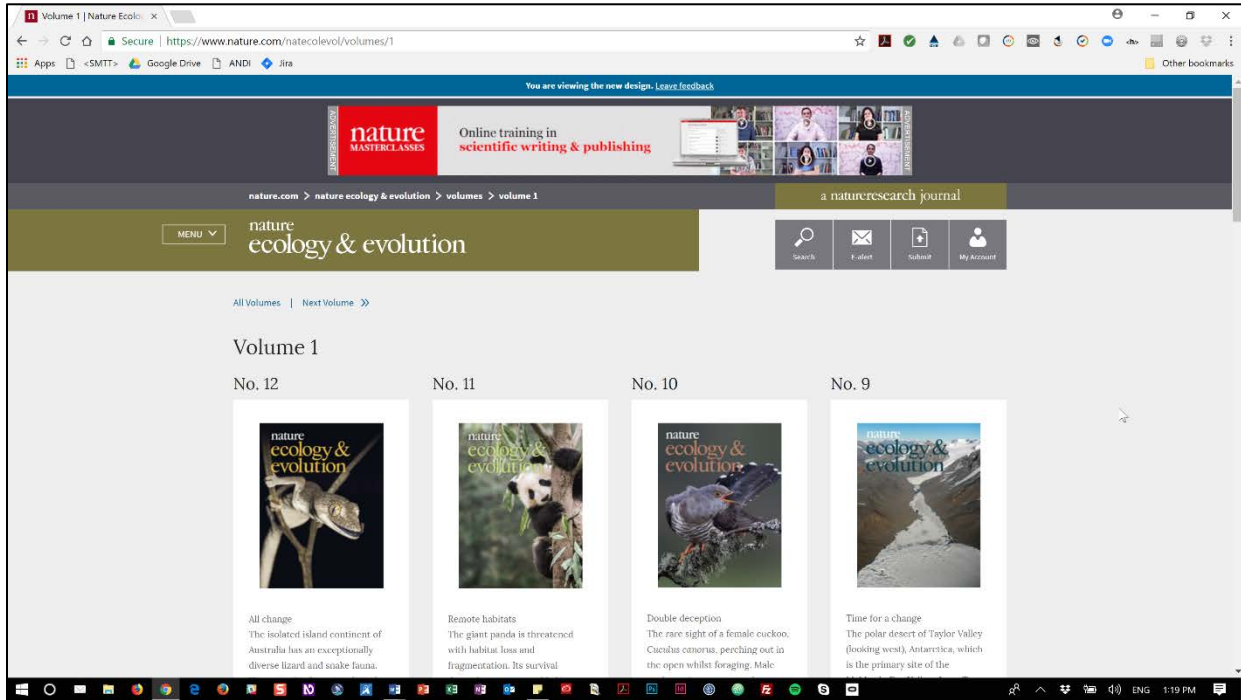 Volume 1 | Nature Ecolo
Secure | https://www.nature.com/natecolevol/volumes/1
Apps <SMTT> Google Drive ANDI Jira Other bookmarks
You are viewing the new design. Leave feedback
ADVERTISEMENT
nature
MASTERCLASSES
Online training in
scientific writing & publishing
ADVERTISEMENT
nature.com > nature ecology & evolution > volumes > volume 1
a natureresearch journal
MENU
nature
ecology & evolution
Search E-alert Submit My Account
All Volumes | Next Volume
Volume 1
No. 12
nature
ecology &
evolution
All change
The isolated island continent of
Australia has an exceptionally
diverse lizard and snake fauna.
No. 11
nature
ecology &
evolution
Remote habitats
The giant panda is threatened
with habitat loss and
fragmentation. Its survival
No. 10
nature
ecology &
evolution
Double deception
The rare sight of a female cuckoo,
Cuculus canorus, perching out in
the open whilst foraging. Male
No. 9
nature
ecology &
evolution
Time for a change
The polar desert of Taylor Valley
(looking west), Antarctica, which
is the primary site of the
ENG 1:19 PM